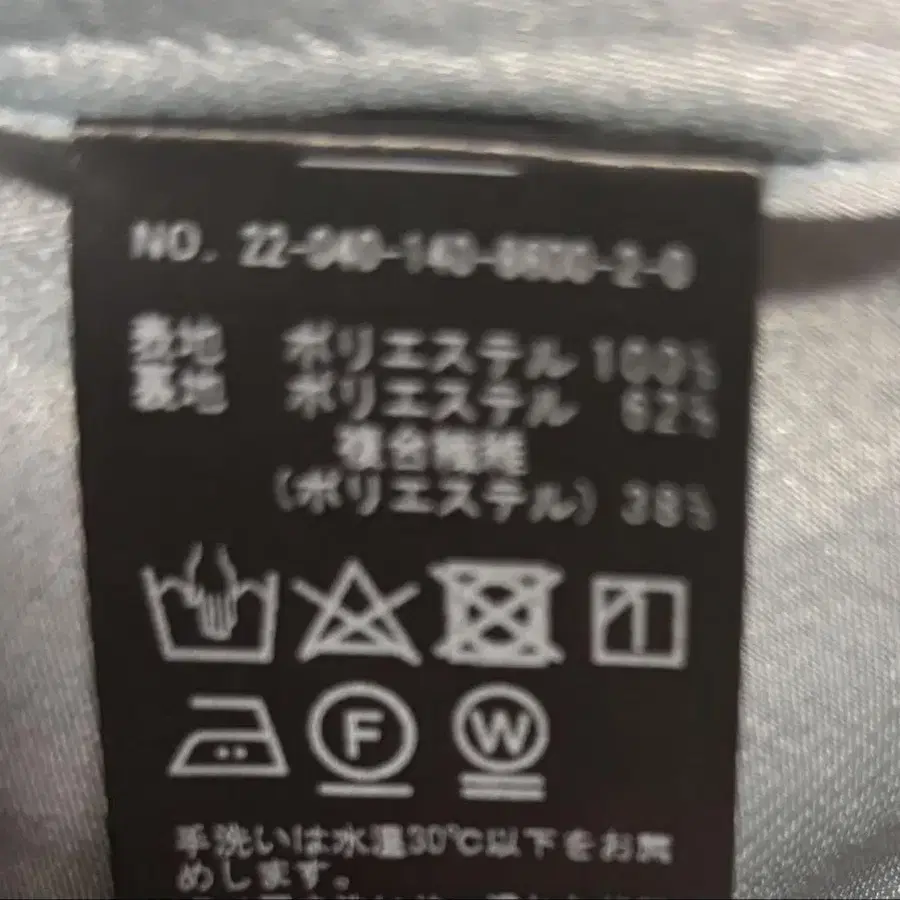 NO. 22-040-140-0600-2-0
表地 ポリエステル 100%
裏地 ポリエステル 62%
複合繊維
(ポリエステル) 38%
F W
手洗いは水温30℃以下をお薦
めします。